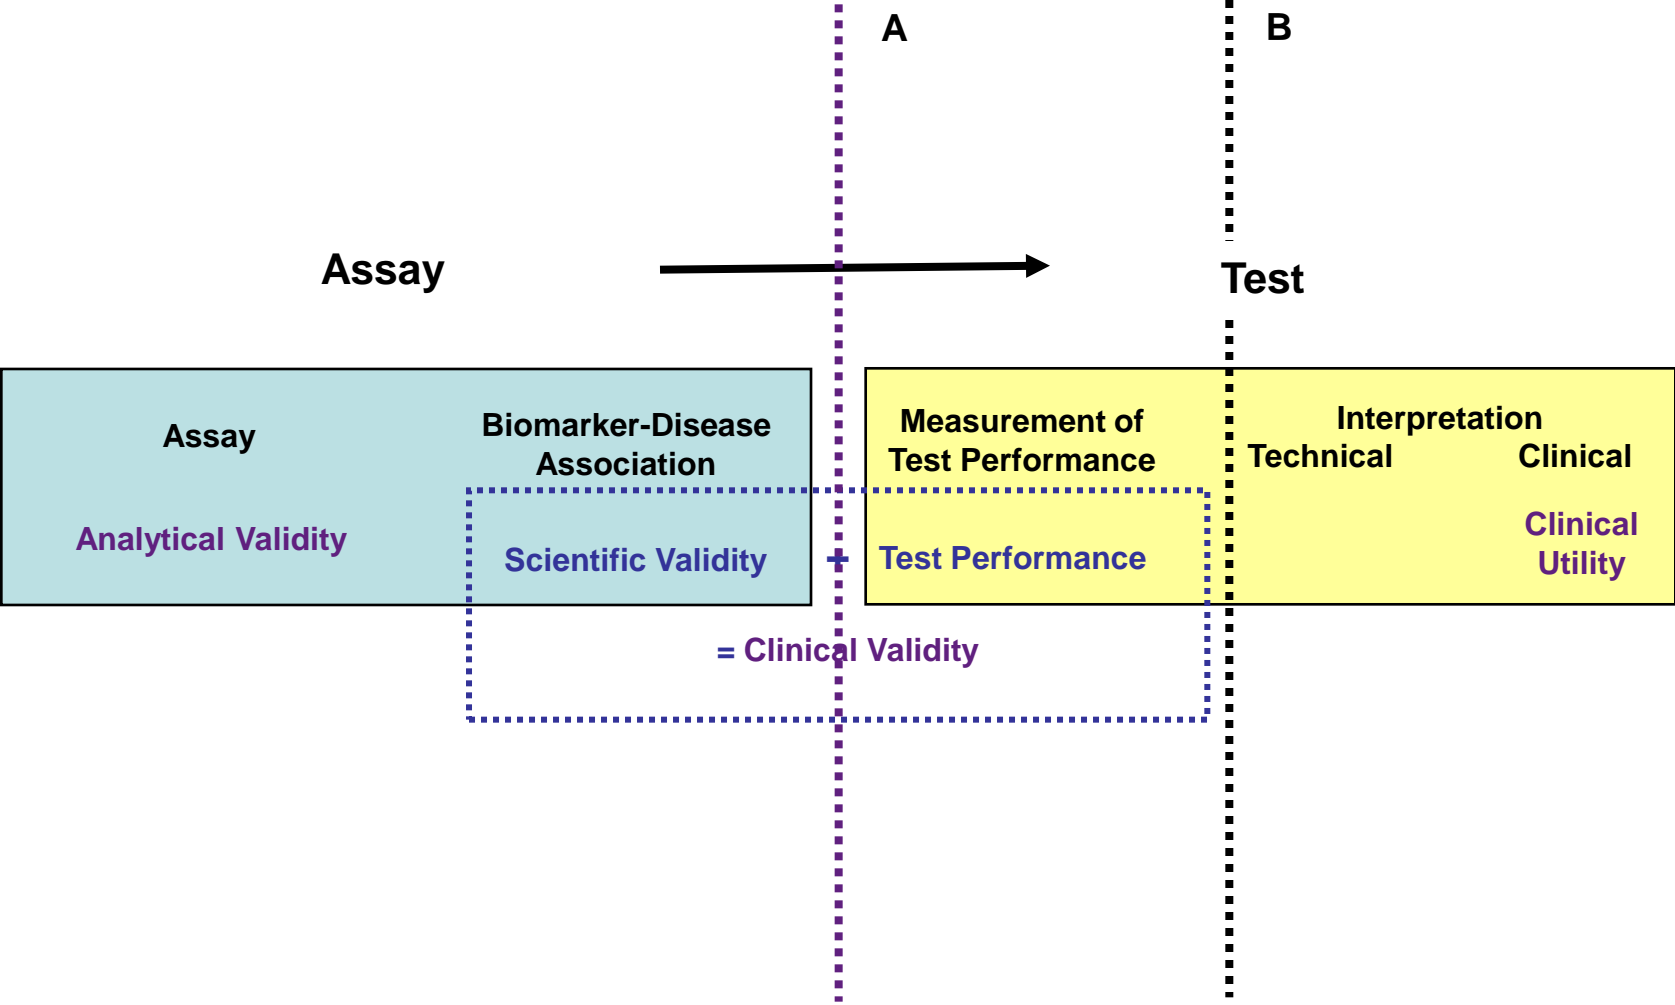 A
B
Assay
Test
Assay
Analytical Validity
Biomarker-Disease
Association
Scientific Validity
+
Measurement of
Test Performance
Test Performance
Interpretation
Technical
Clinical
Clinical
Utility
= Clinical Validity